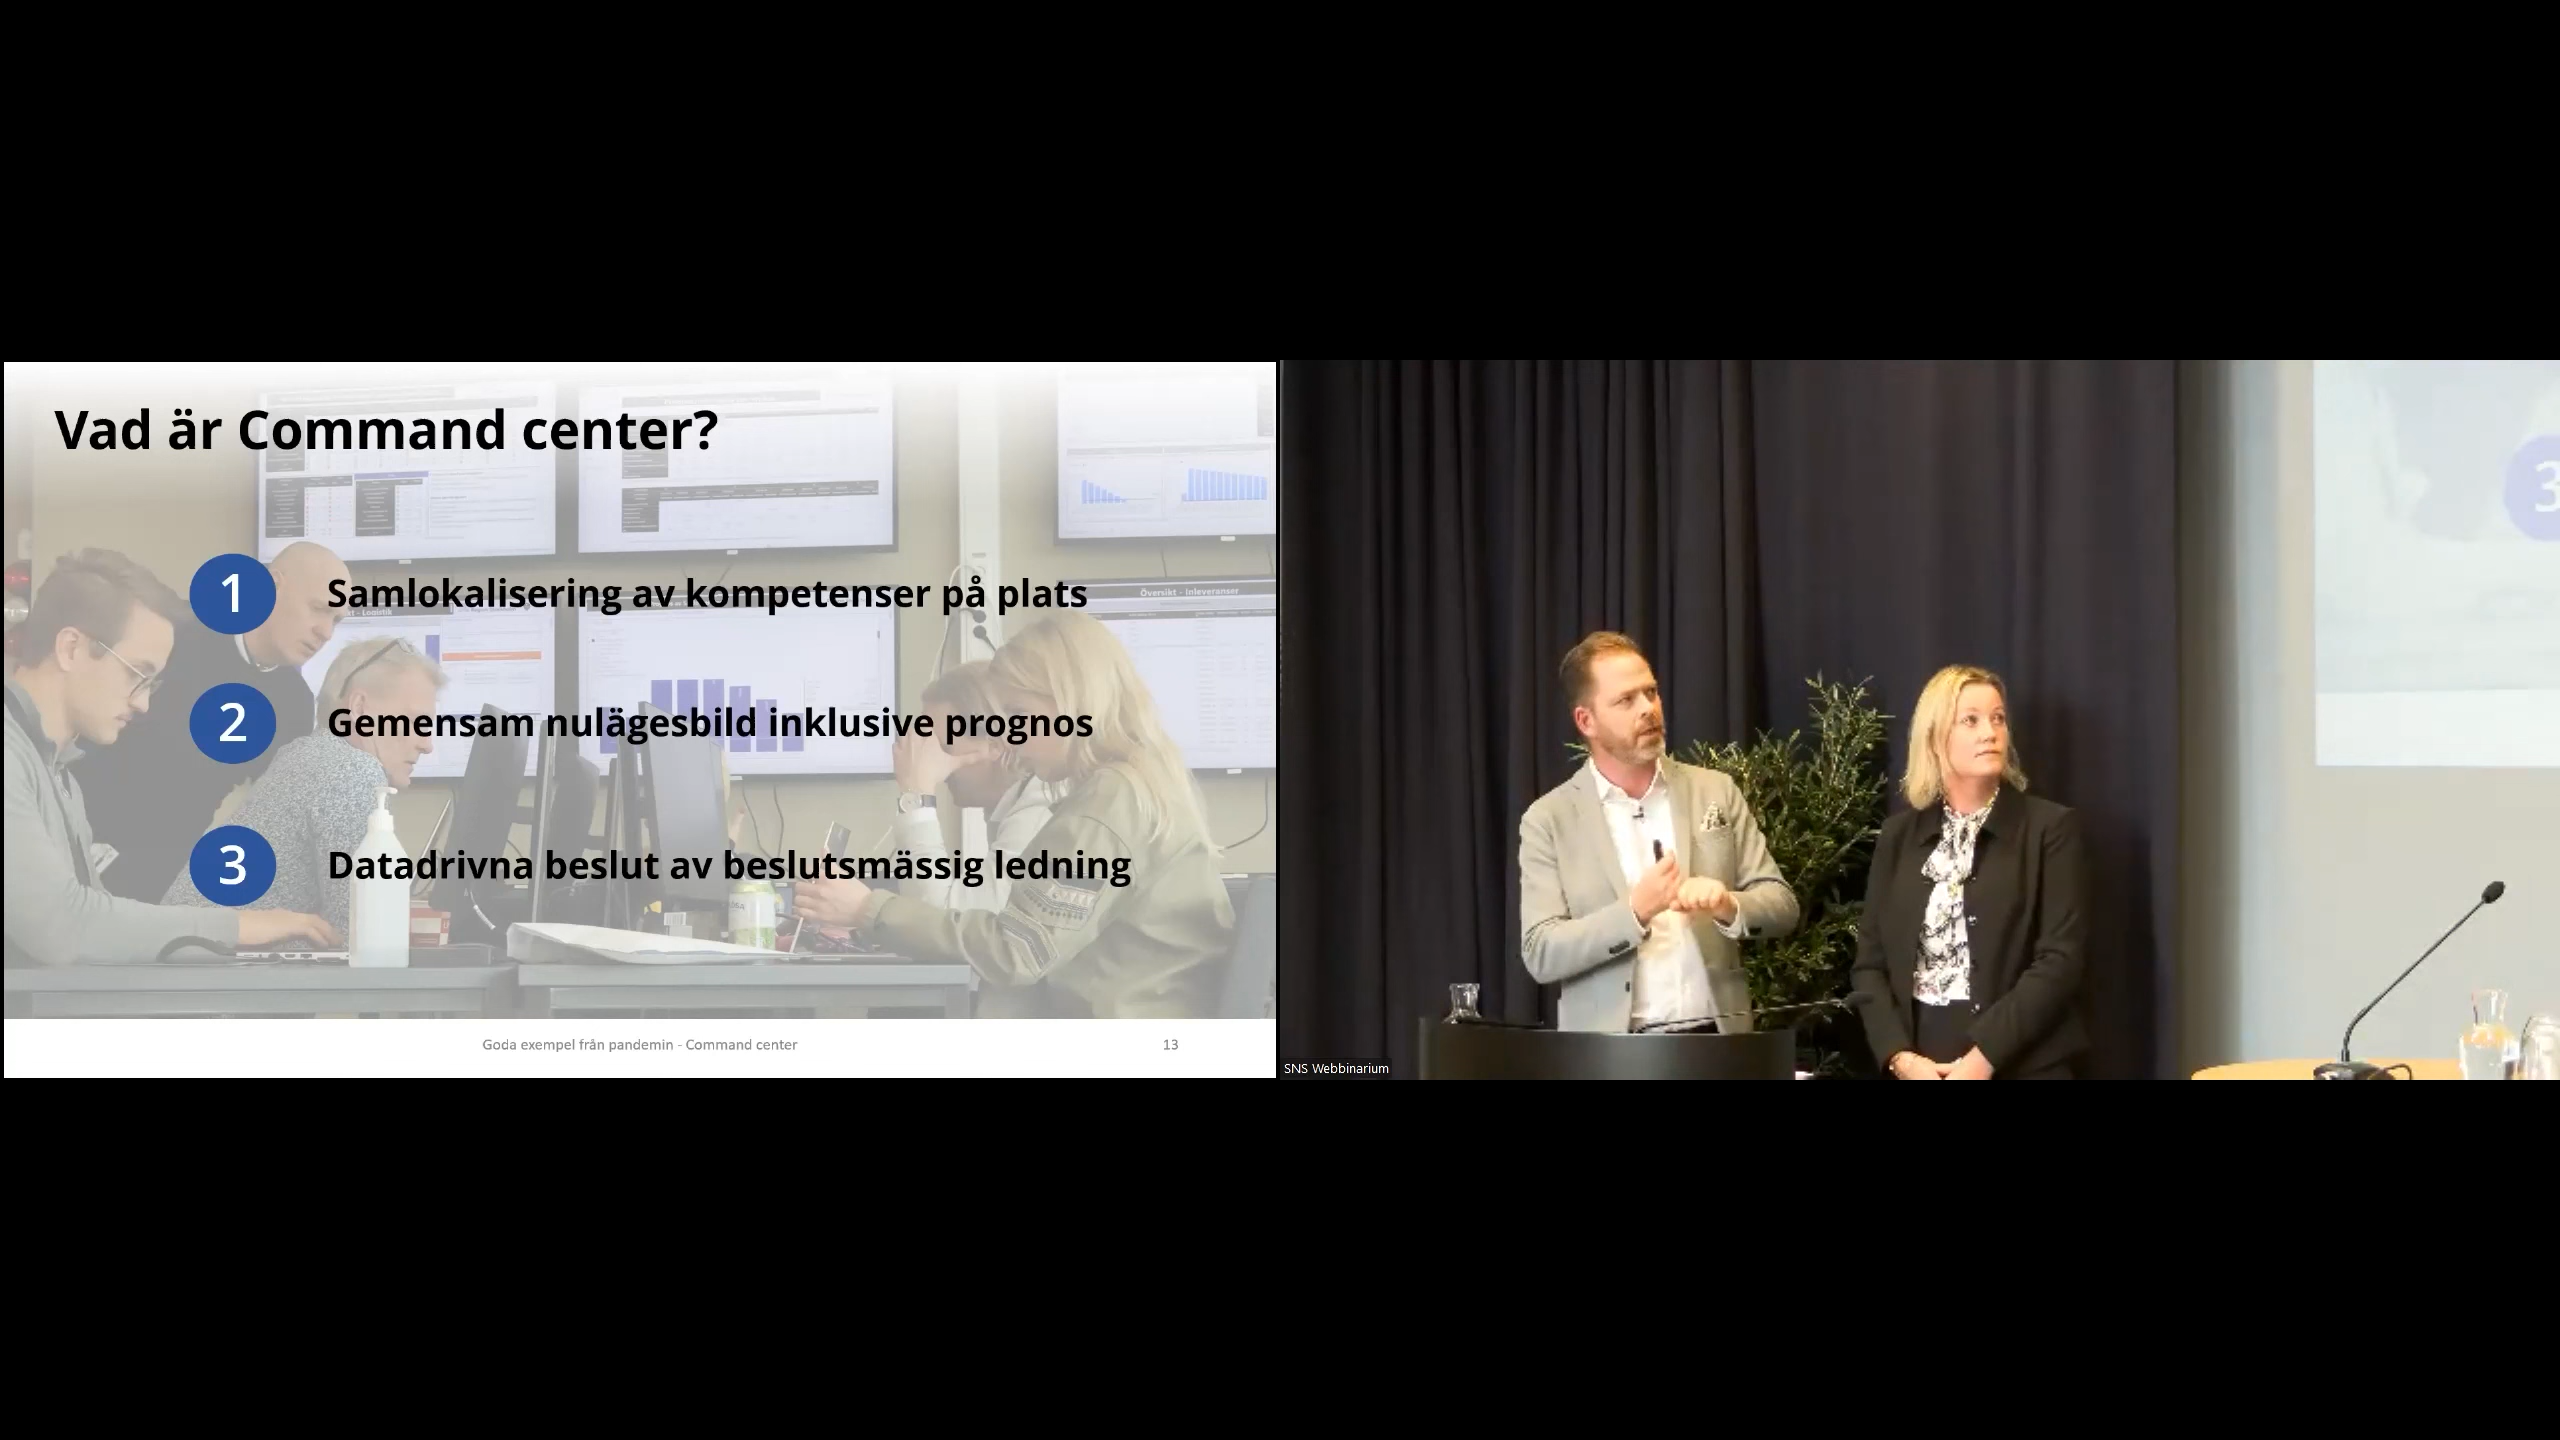 Vad är Command center?
1 Samlokalisering av kompetenser på plats
2 Gemensam nulägesbild inklusive prognos
3 Datadrivna beslut av beslutsmässig ledning
Goda exempel från pandemin - Command center
13
Översikt - Inleveranser
3
SNS Webbinarium